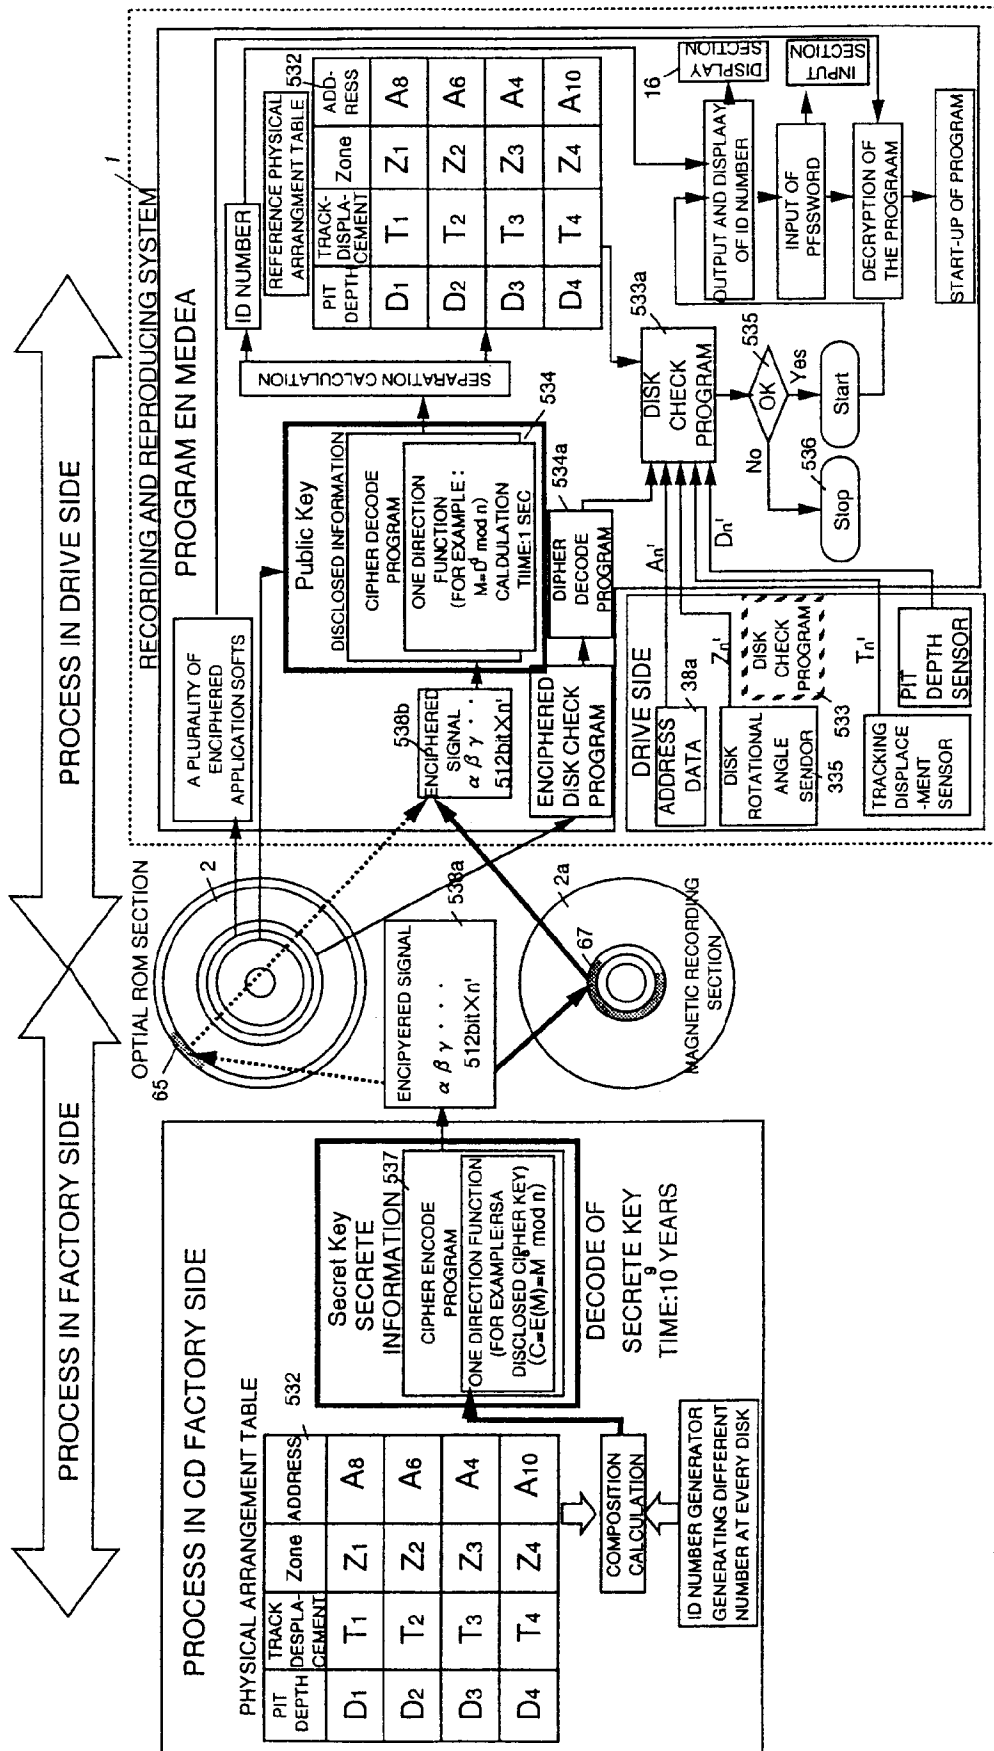 PROCESS IN FACTORY SIDE
PROCESS IN DRIVE SIDE
PROCESS IN CD FACTORY SIDE
PHYSICAL ARRANGEMENT TABLE
532
PIT
DEPTH
TRACK
DESPLA-
CEMENT
Zone
ADDRESS
D1 T1 Z1 A8
D2 T2 Z2 A6
D3 T3 Z3 A4
D4 T4 Z4 A10
COMPOSITION
CALCULATION
ID NUMBER GENERATOR
GENERATING DIFFERENT
NUMBER AT EVERY DISK
Secret Key
SECRETE
INFORMATION 537
CIPHER ENCODE
PROGRAM
ONE DIRECTION FUNCTION
(FOR EXAMPLE:RSA
DISCLOSED CIPHER KEY)
(C=E(M)=M mod n)
DECODE OF
SECRETE KEY
TIME:10⁹ YEARS
OPTIAL ROM SECTION
65
2
ENCIPYERED SIGNAL
α β γ · · ·
512bitXn'
538a
2a
67
MAGNETIC RECORDING
SECTION
1
RECORDING AND REPRODUCING SYSTEM
PROGRAM EN MEDEA
A PLURALITY OF
ENCIPHERED
APPLICATION SOFTS
538b
ENCIPHERED
SIGNAL
α β γ · ·
512bitXn'
ENCIPHERED
DISK CHECK
PROGRAM
Public Key
DISCLOSED INFORMATION
CIPHER DECODE
PROGRAM
ONE DIRECTION
FUNCTION
(FOR EXAMPLE:
M=D mod n)
CALDULATION
TIIME:1 SEC
534
534a
DIPHER
DECODE
PROGRAM
SEPARATION CALCULATION
ID NUMBER
REFERENCE PHYSICAL
ARRANGMENT TABLE
532
PIT
DEPTH
TRACK-
DISPLA-
CEMENT
Zone
ADD-
RESS
D1 T1 Z1 A8
D2 T2 Z2 A6
D3 T3 Z3 A4
D4 T4 Z4 A10
533a
DISK
CHECK
PROGRAM
535
OK
Yes
No
Start
536
Stop
16
DISPLAY
SECTION
OUTPUT AND DISPLAAY
OF ID NUMBER
INPUT
SECTION
INPUT OF
PFSSWORD
DECRYPTION OF
THE PROGRAAM
START-UP OF PROGRAM
DRIVE SIDE
ADDRESS
DATA
38a
An'
DISK
ROTATIONAL
ANGLE
SENDOR
335
Zn'
DISK
CHECK
PROGRAM
533
TRACKING
DISPLACE
-MENT
SENSOR
Tn'
PIT
DEPTH
SENSOR
Dn'